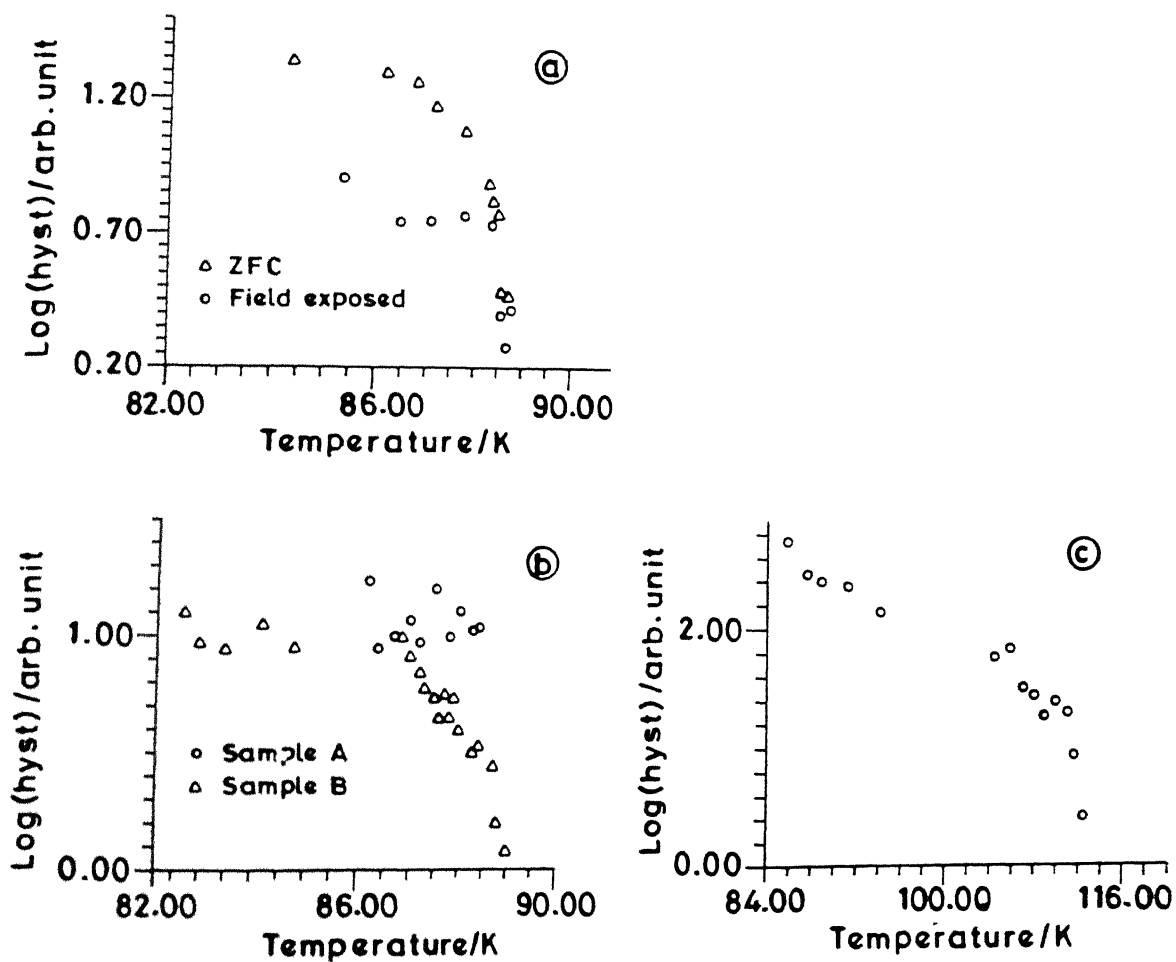 ⓐ
Log(hyst)/arb.unit
1.20
0.70
0.20
△ ZFC
○ Field exposed
82.00 86.00 90.00
Temperature/K
ⓑ
Log(hyst)/arb.unit
1.00
0.00
○ Sample A
△ Sample B
82.00 86.00 90.00
Temperature/K
ⓒ
Log(hyst)/arb.unit
2.00
0.00
84.00 100.00 116.00
Temperature/K